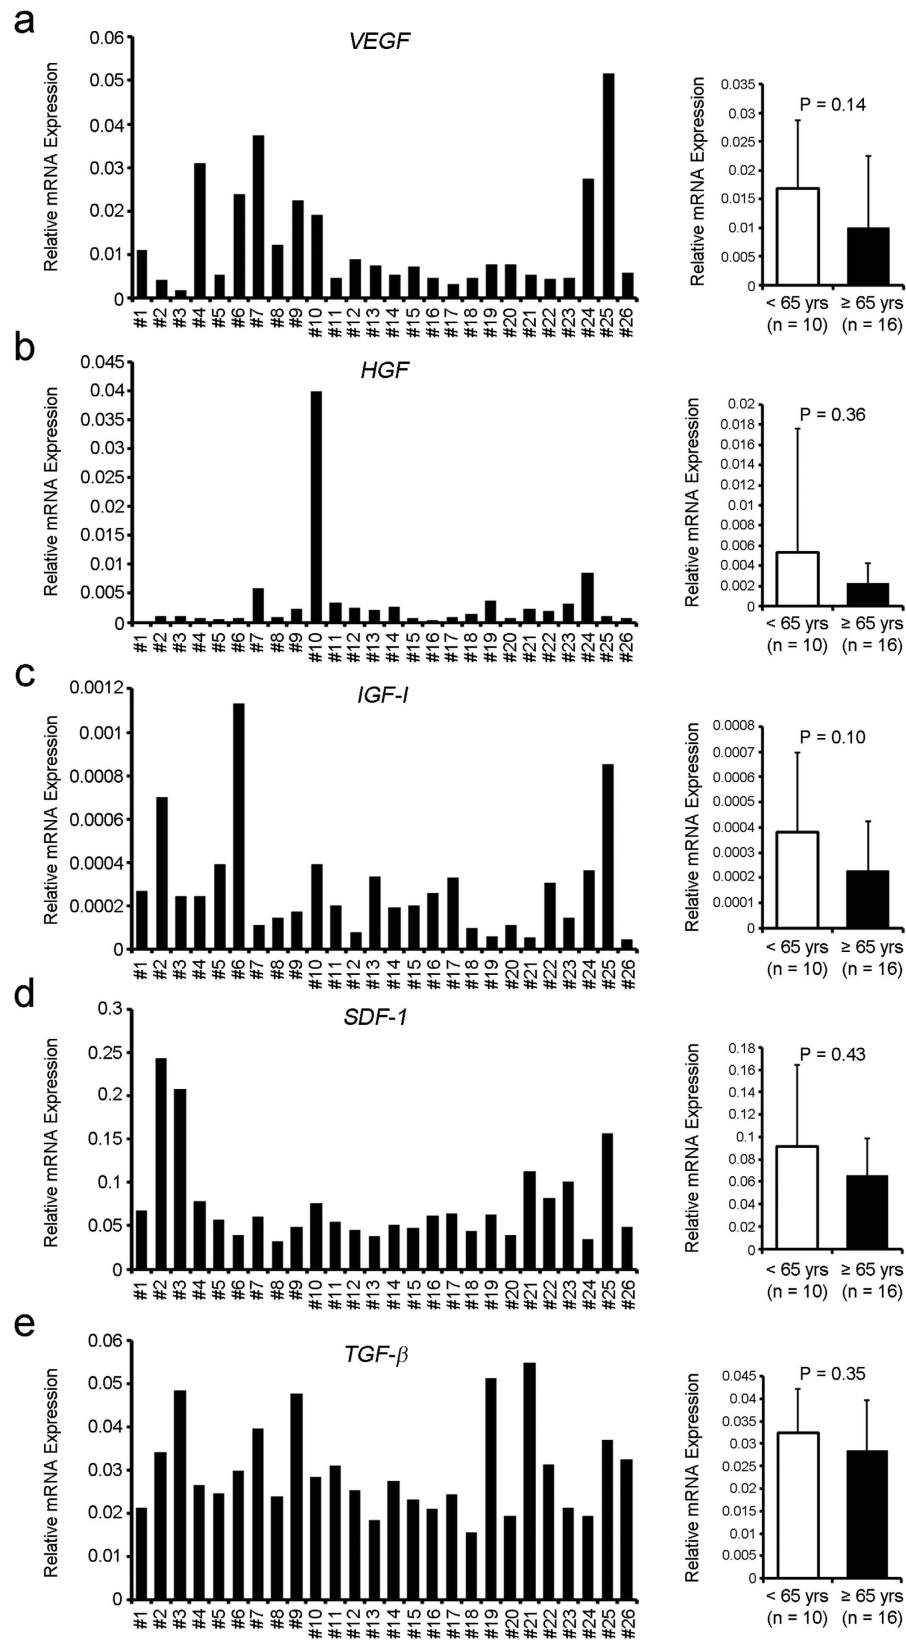 a
VEGF
Relative mRNA Expression
0.06
0.05
0.04
0.03
0.02
0.01
0
#1 #2 #3 #4 #5 #6 #7 #8 #9 #10 #11 #12 #13 #14 #15 #16 #17 #18 #19 #20 #21 #22 #23 #24 #25 #26
Relative mRNA Expression
P = 0.14
0.035
0.03
0.025
0.02
0.015
0.01
0.005
0
< 65 yrs ≥ 65 yrs
(n = 10) (n = 16)
b
HGF
Relative mRNA Expression
0.045
0.04
0.035
0.03
0.025
0.02
0.015
0.01
0.005
0
#1 #2 #3 #4 #5 #6 #7 #8 #9 #10 #11 #12 #13 #14 #15 #16 #17 #18 #19 #20 #21 #22 #23 #24 #25 #26
Relative mRNA Expression
P = 0.36
0.02
0.018
0.016
0.014
0.012
0.01
0.008
0.006
0.004
0.002
0
< 65 yrs ≥ 65 yrs
(n = 10) (n = 16)
c
IGF-I
Relative mRNA Expression
0.0012
0.001
0.0008
0.0006
0.0004
0.0002
0
#1 #2 #3 #4 #5 #6 #7 #8 #9 #10 #11 #12 #13 #14 #15 #16 #17 #18 #19 #20 #21 #22 #23 #24 #25 #26
Relative mRNA Expression
P = 0.10
0.0008
0.0007
0.0006
0.0005
0.0004
0.0003
0.0002
0.0001
0
< 65 yrs ≥ 65 yrs
(n = 10) (n = 16)
d
SDF-1
Relative mRNA Expression
0.3
0.25
0.2
0.15
0.1
0.05
0
#1 #2 #3 #4 #5 #6 #7 #8 #9 #10 #11 #12 #13 #14 #15 #16 #17 #18 #19 #20 #21 #22 #23 #24 #25 #26
Relative mRNA Expression
P = 0.43
0.18
0.16
0.14
0.12
0.1
0.08
0.06
0.04
0.02
0
< 65 yrs ≥ 65 yrs
(n = 10) (n = 16)
e
TGF-β
Relative mRNA Expression
0.06
0.05
0.04
0.03
0.02
0.01
0
#1 #2 #3 #4 #5 #6 #7 #8 #9 #10 #11 #12 #13 #14 #15 #16 #17 #18 #19 #20 #21 #22 #23 #24 #25 #26
Relative mRNA Expression
P = 0.35
0.045
0.04
0.035
0.03
0.025
0.02
0.015
0.01
0.005
0
< 65 yrs ≥ 65 yrs
(n = 10) (n = 16)